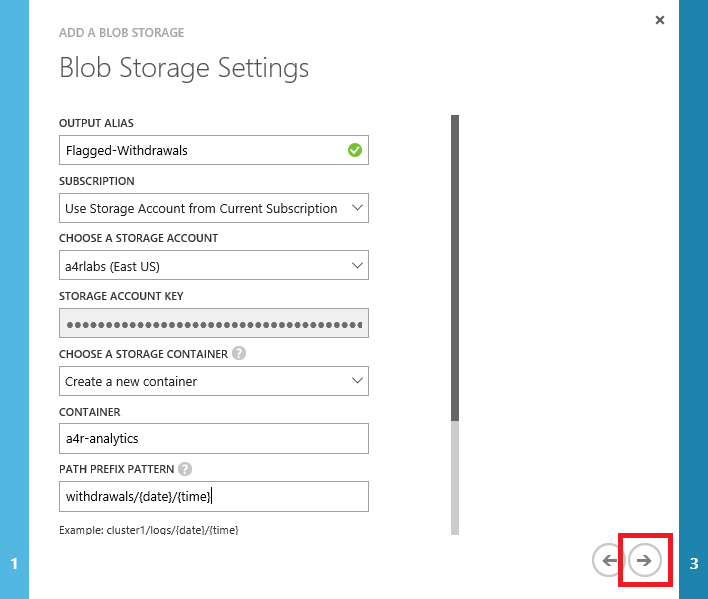 ADD A BLOB STORAGE
Blob Storage Settings
OUTPUT ALIAS
Flagged-Withdrawals
SUBSCRIPTION
Use Storage Account from Current Subscription
CHOOSE A STORAGE ACCOUNT
a4rlabs (East US)
STORAGE ACCOUNT KEY
CHOOSE A STORAGE CONTAINER ?
Create a new container
CONTAINER
a4r-analytics
PATH PREFIX PATTERN ?
withdrawals/{date}/{time}
Example: cluster1/logs/{date}/{time}
1
3